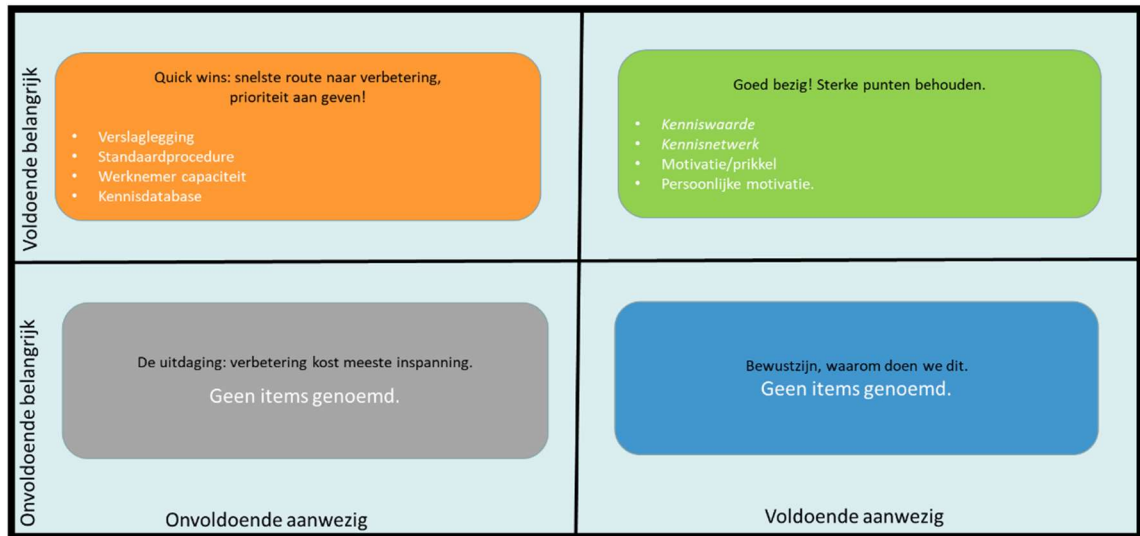 Voldoende belangrijk
Quick wins: snelste route naar verbetering,
prioriteit aan geven!
• Verslaglegging
• Standaardprocedure
• Werknemer capaciteit
• Kennisdatabase
Goed bezig! Sterke punten behouden.
• Kenniswaarde
• Kennisnetwerk
• Motivatie/prikkel
• Persoonlijke motivatie.
Onvoldoende belangrijk
De uitdaging: verbetering kost meeste inspanning.
Geen items genoemd.
Bewustzijn, waarom doen we dit.
Geen items genoemd.
Onvoldoende aanwezig
Voldoende aanwezig